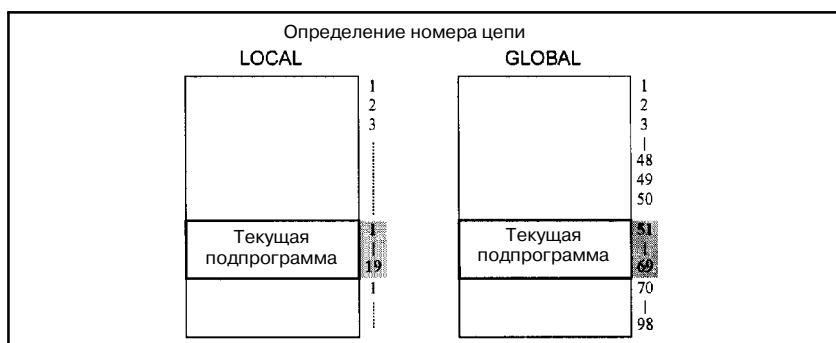 Определение номера цепи
LOCAL
1
2
3
Текущая
подпрограмма
1
19
1
GLOBAL
1
2
3
48
49
50
Текущая
подпрограмма
51
69
70
98